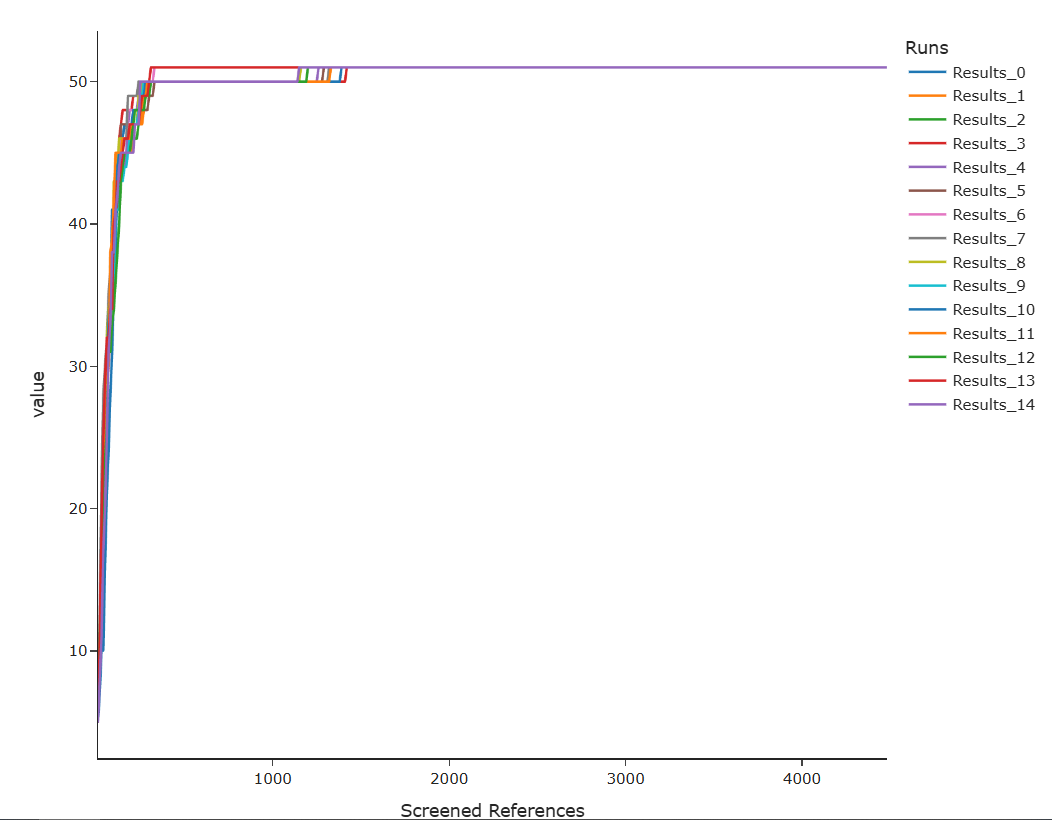 Runs
Results_0
Results_1
Results_2
Results_3
Results_4
Results_5
Results_6
Results_7
Results_8
Results_9
Results_10
Results_11
Results_12
Results_13
Results_14
value
50
40
30
20
10
1000 2000 3000 4000
Screened References